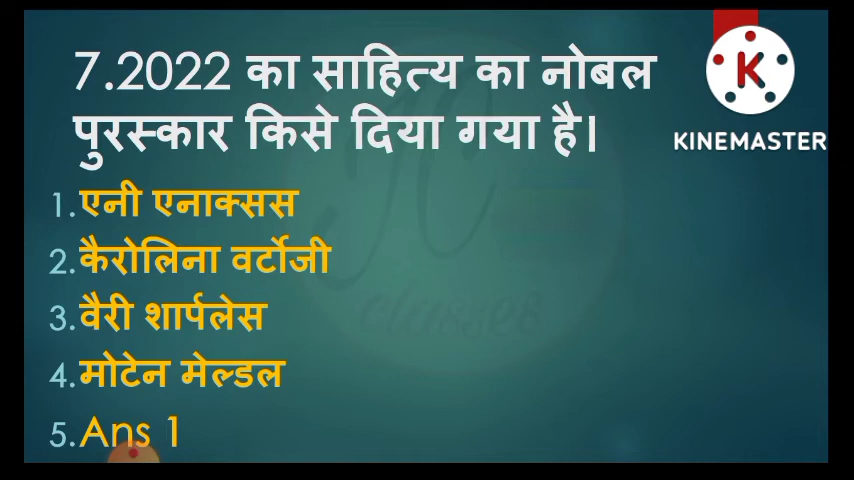 7.2022 का साहित्य का नोबल
पुरस्कार किसे दिया गया है।
K
KINEMASTER
1. एनी एनाक्सस
2. कैरोलिना वर्टोजी
3. वैरी शार्पलेस
4. मोटेन मेल्डल
5. Ans 1
classes